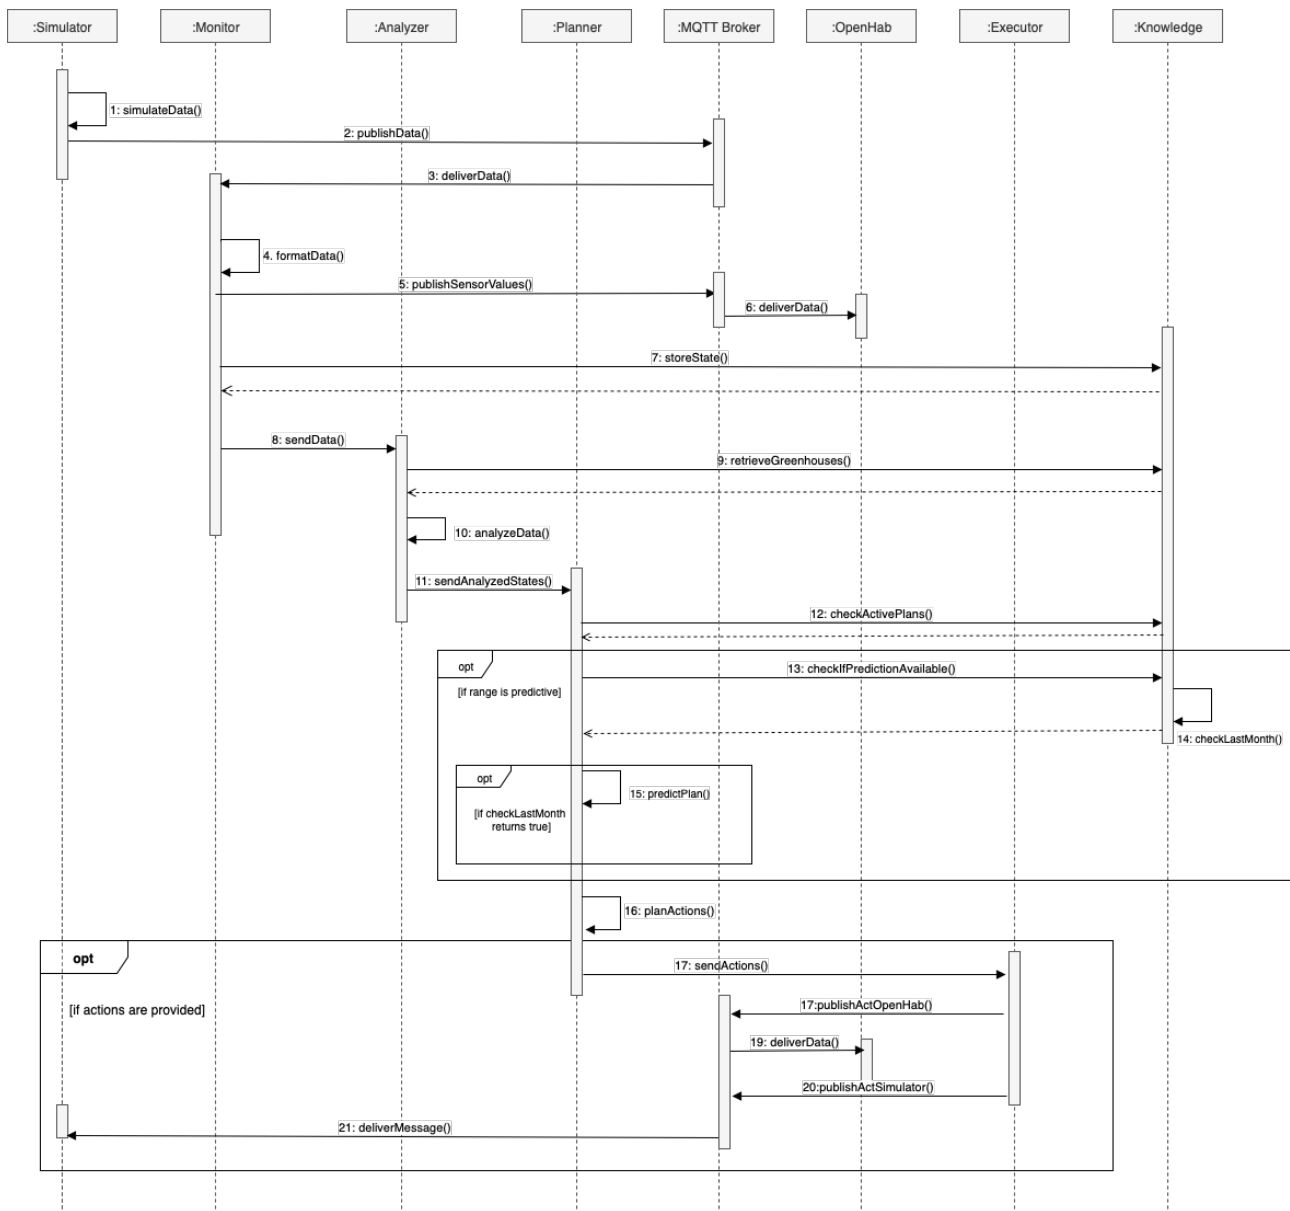 :Simulator
:Monitor
:Analyzer
:Planner
:MQTT Broker
:OpenHab
:Executor
:Knowledge
1: simulateData()
2: publishData()
3: deliverData()
4. formatData()
5: publishSensorValues()
6: deliverData()
7: storeState()
8: sendData()
9: retrieveGreenhouses()
10: analyzeData()
11: sendAnalyzedStates()
12: checkActivePlans()
opt
13: checkIfPredictionAvailable()
[if range is predictive]
14: checkLastMonth()
opt
15: predictPlan()
[if checkLastMonth
returns true]
16: planActions()
opt
17: sendActions()
[if actions are provided]
17:publishActOpenHab()
19: deliverData()
20:publishActSimulator()
21: deliverMessage()